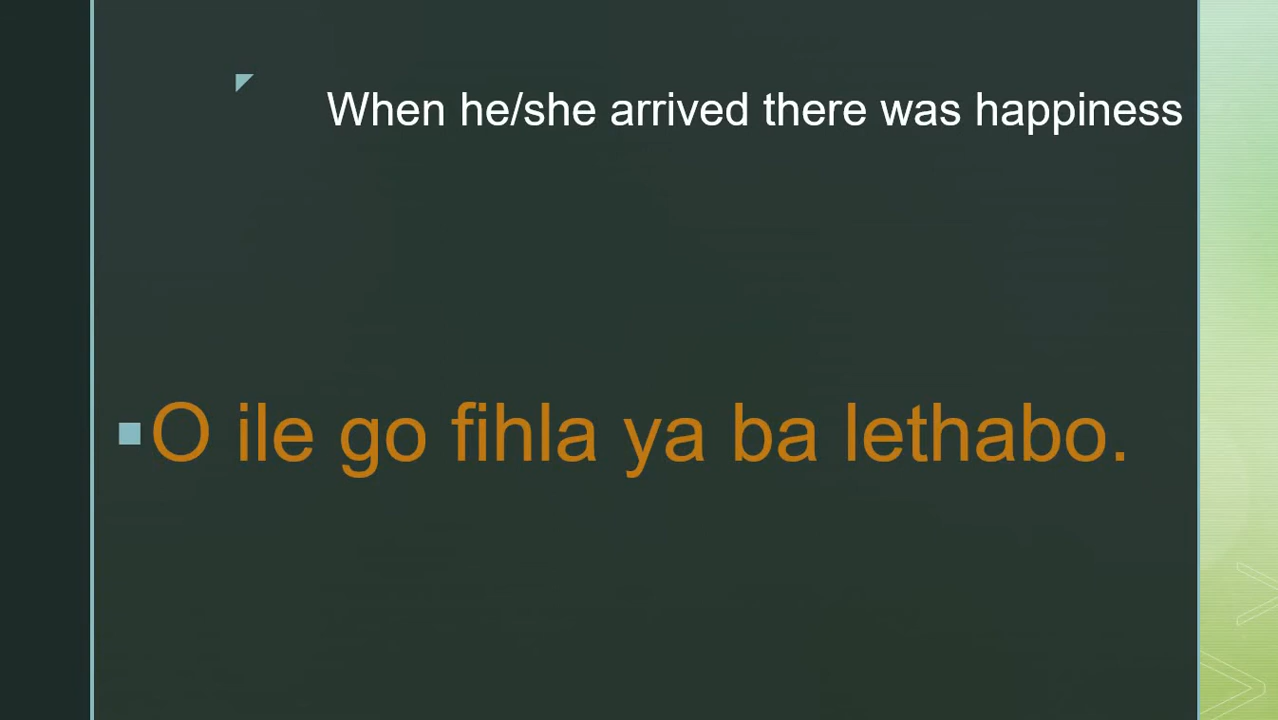 When he/she arrived there was happiness
O ile go fihla ya ba lethabo.